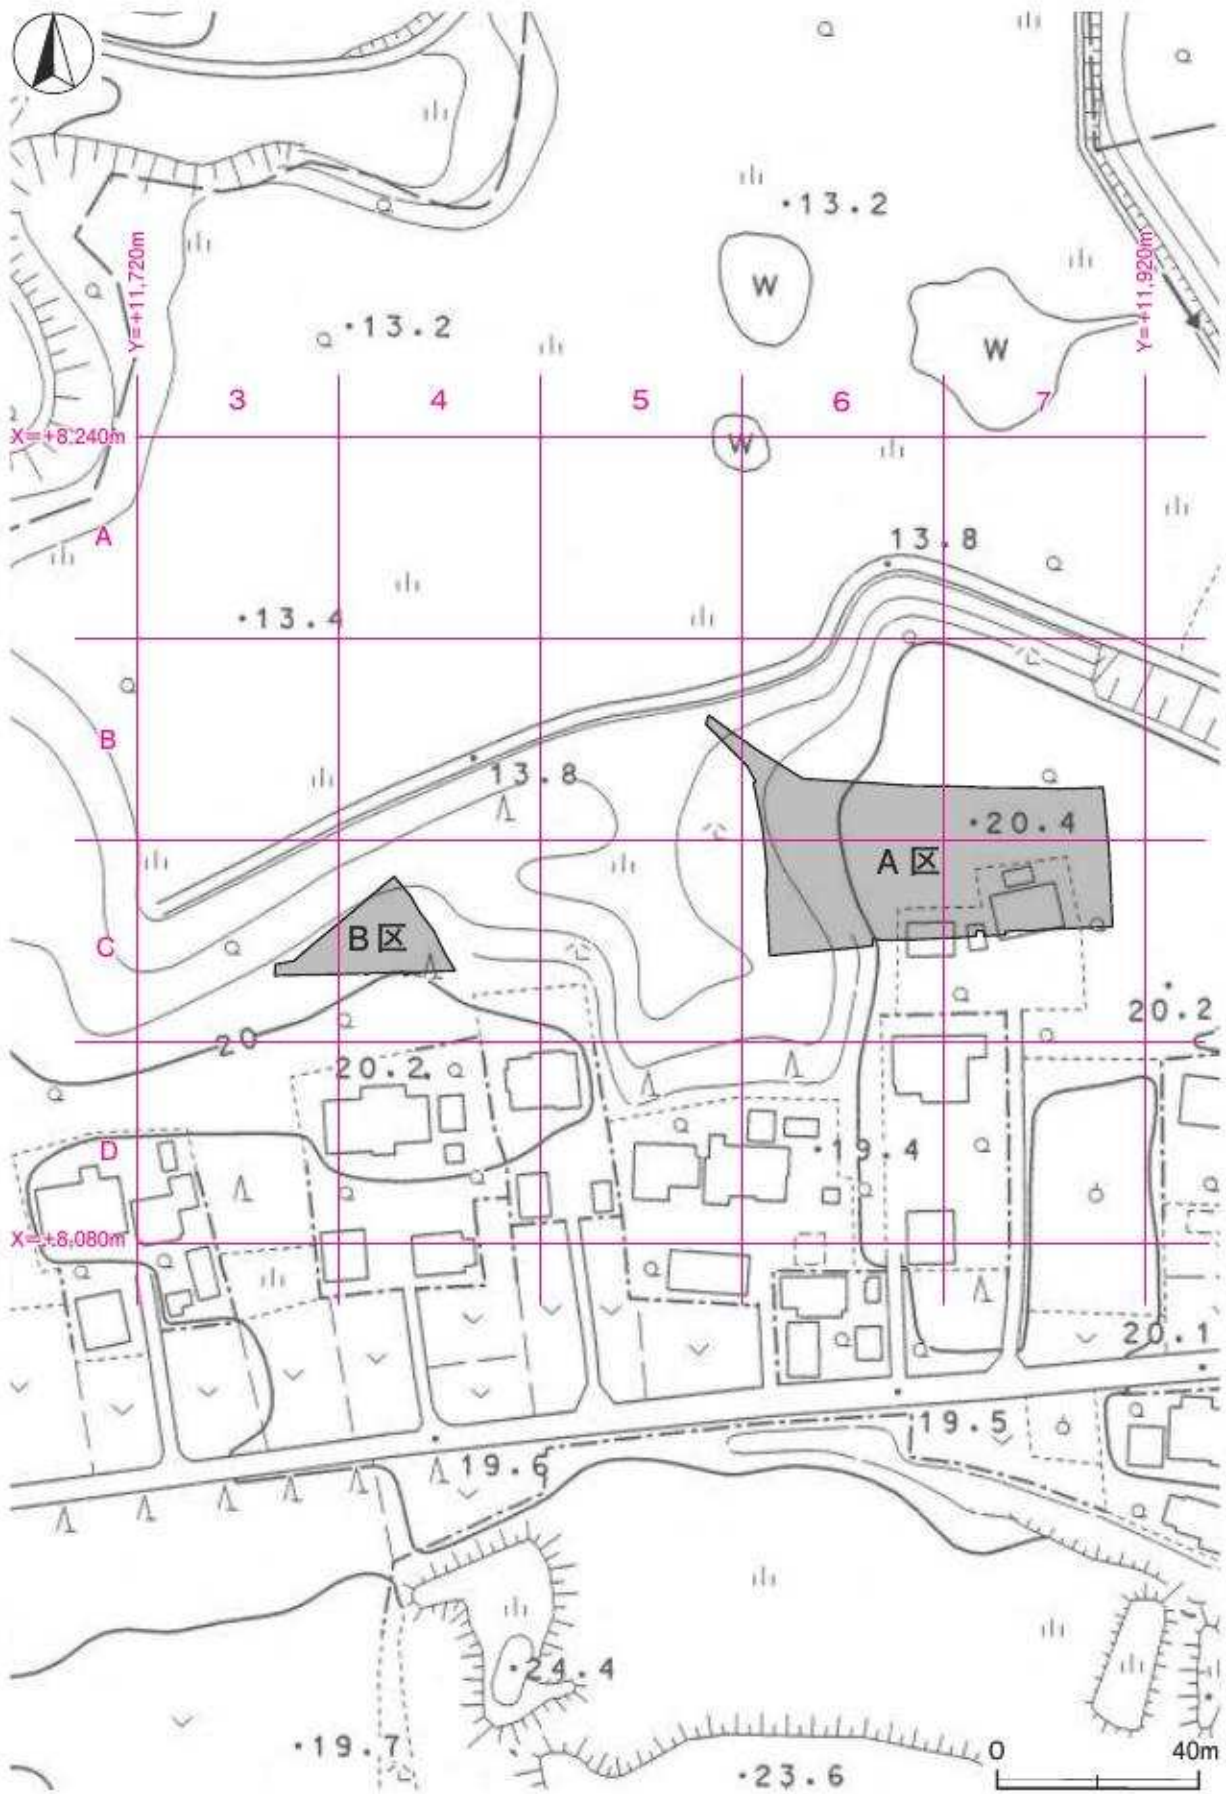 13.2
W
Y=+11,720m
Y=+11,920m
13.2
W
3 4 5 6 7
X=+8,240m
W
A
13.8
13.4
B
13.8
20.4
A区
C
B区
20.2
20
20.2
D
19.4
X=+8,080m
20.1
19.5
19.6
24.4
19.7
0 40m
23.6